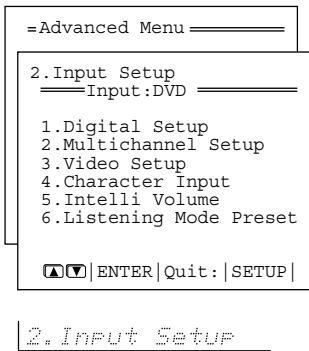 =Advanced Menu
2.Input Setup
Input:DVD
1.Digital Setup
2.Multichannel Setup
3.Video Setup
4.Character Input
5.Intelli Volume
6.Listening Mode Preset
▲▼|ENTER|Quit:|SETUP|
2.Input Setup